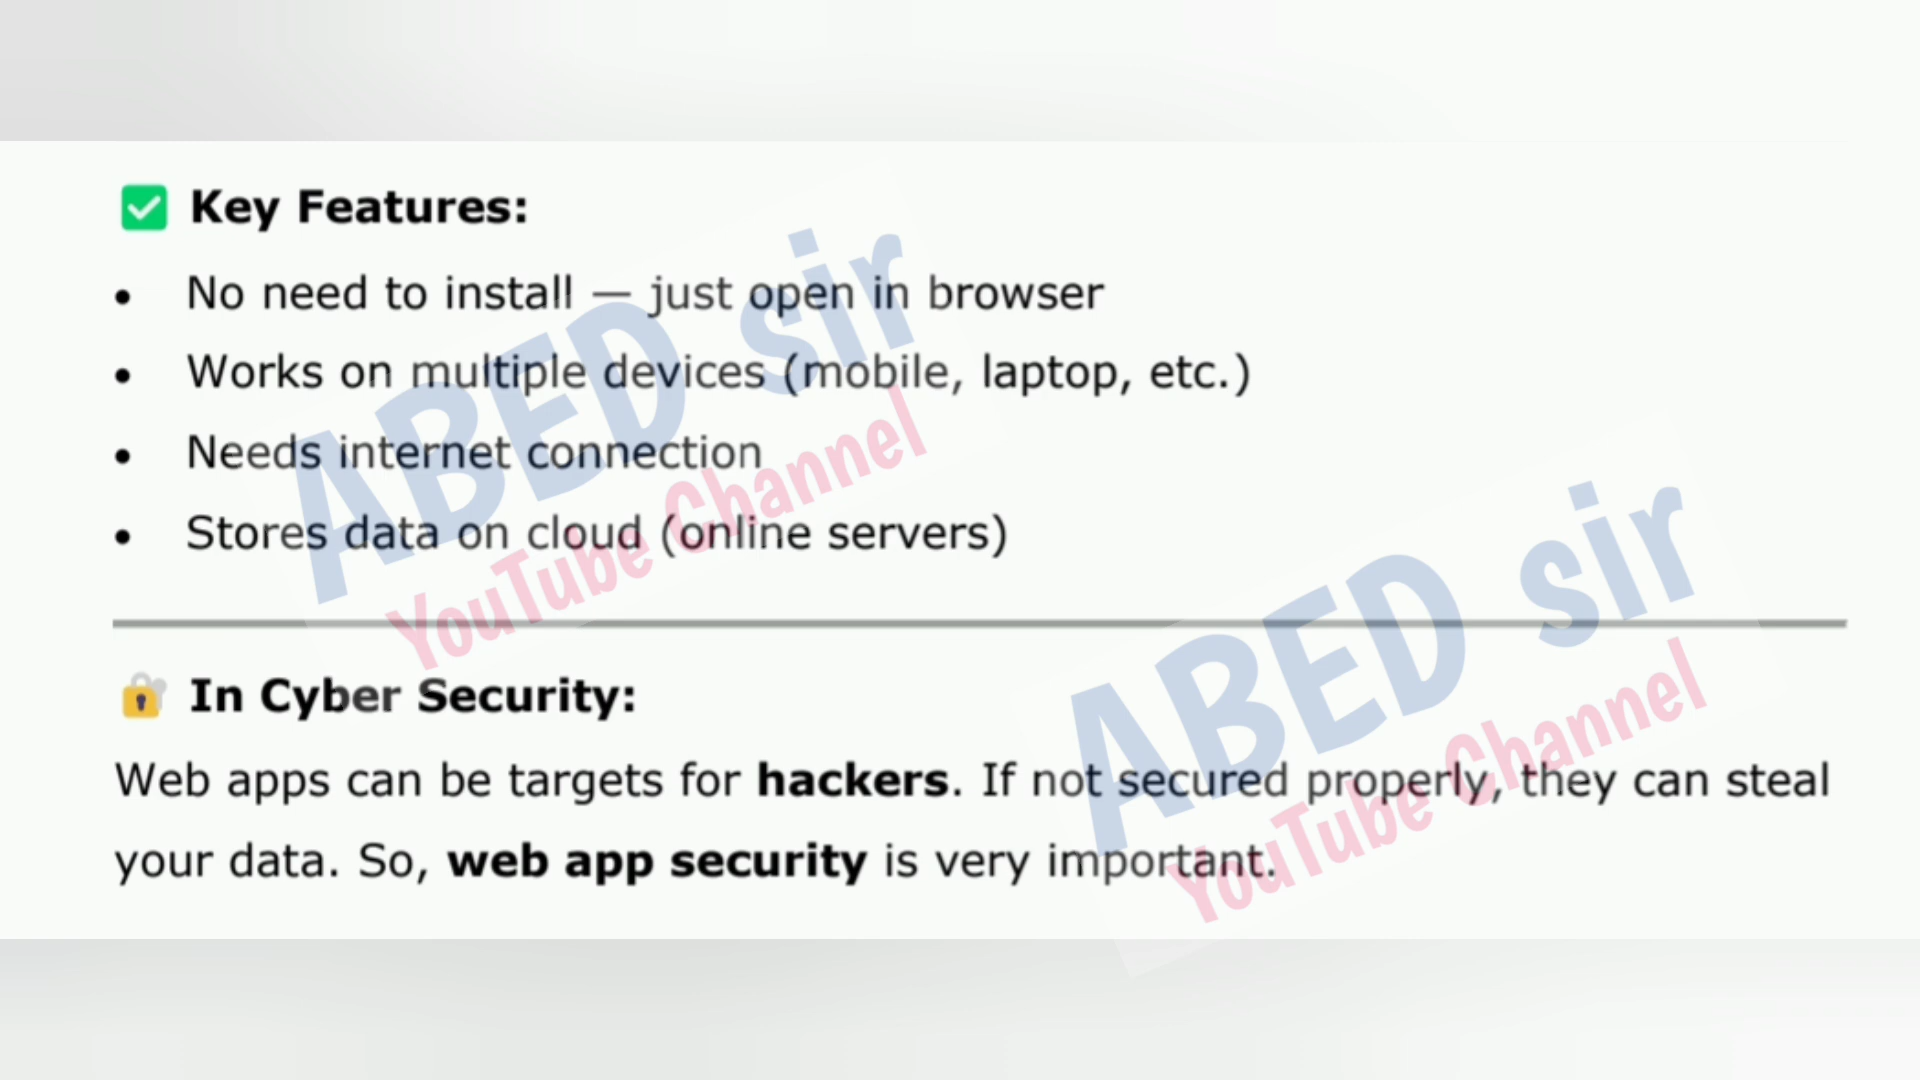 ✅ Key Features:
• No need to install — just open in browser
• Works on multiple devices (mobile, laptop, etc.)
• Needs internet connection
• Stores data on cloud (online servers)
🔐 In Cyber Security:
Web apps can be targets for hackers. If not secured properly, they can steal
your data. So, web app security is very important.
ABED sir
YouTube Channel
ABED sir
YouTube Channel